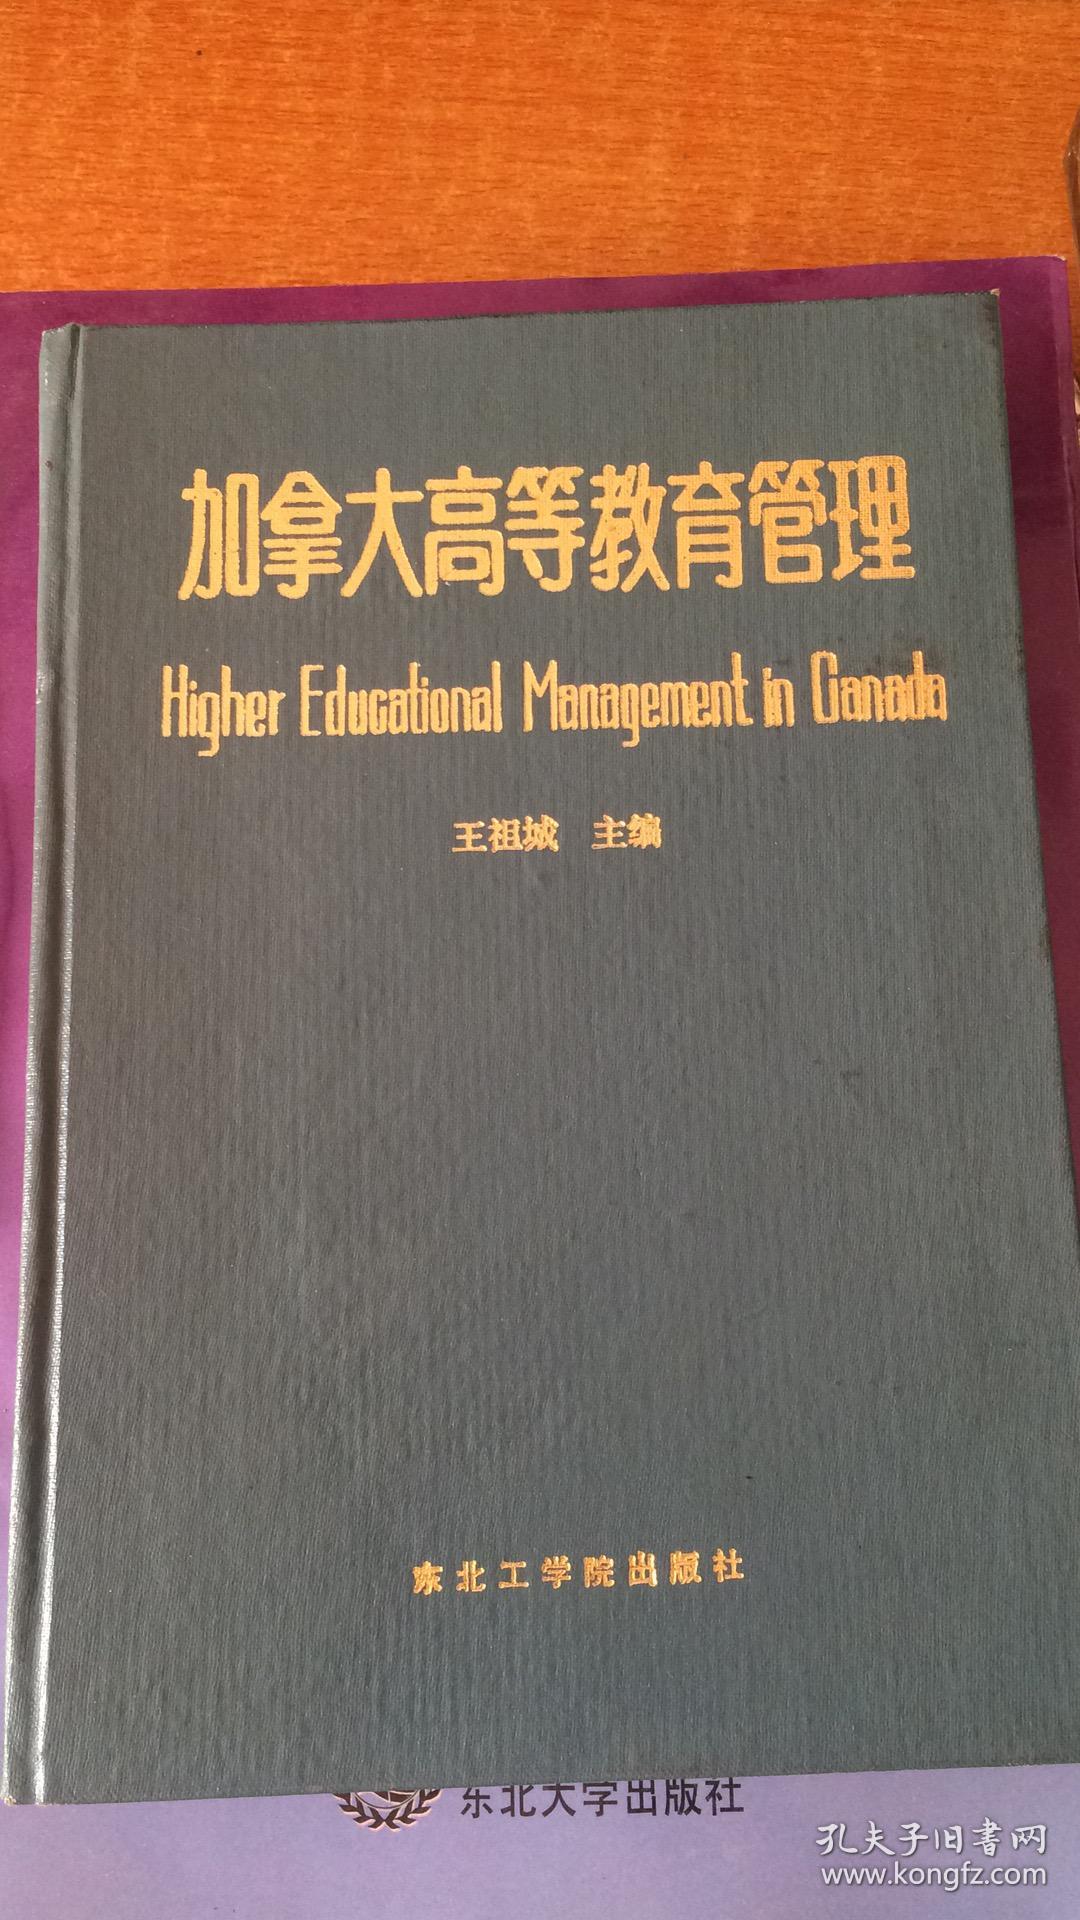 加拿大高等教育管理
Higher Educational Management in Canada
王祖城 主编
东北工学院出版社
东北大学出版社
孔夫子旧书网
www.kongfz.com